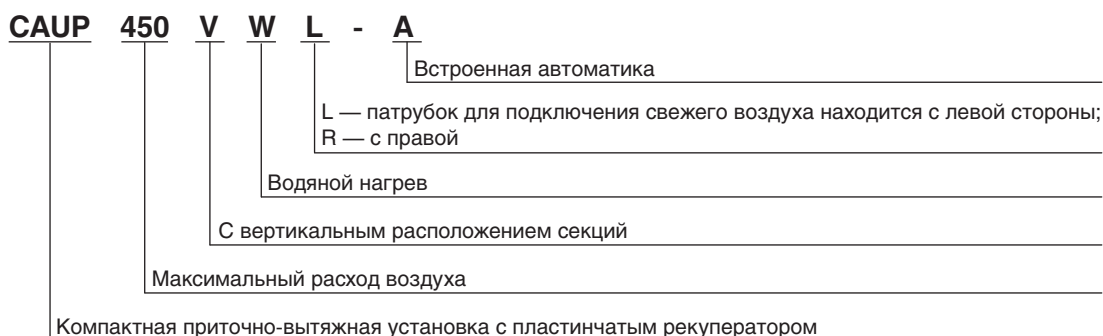 CAUP 450 V W L - A
Встроенная автоматика
L — патрубок для подключения свежего воздуха находится с левой стороны;
R — с правой
Водяной нагрев
С вертикальным расположением секций
Максимальный расход воздуха
Компактная приточно-вытяжная установка с пластинчатым рекуператором